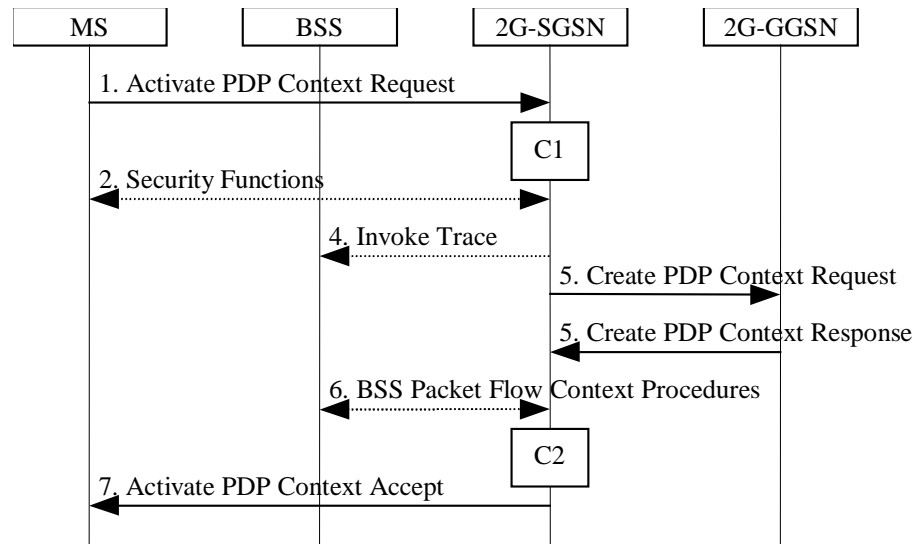 MS BSS 2G-SGSN 2G-GGSN
1. Activate PDP Context Request
C1
2. Security Functions
4. Invoke Trace
5. Create PDP Context Request
5. Create PDP Context Response
6. BSS Packet Flow Context Procedures
C2
7. Activate PDP Context Accept